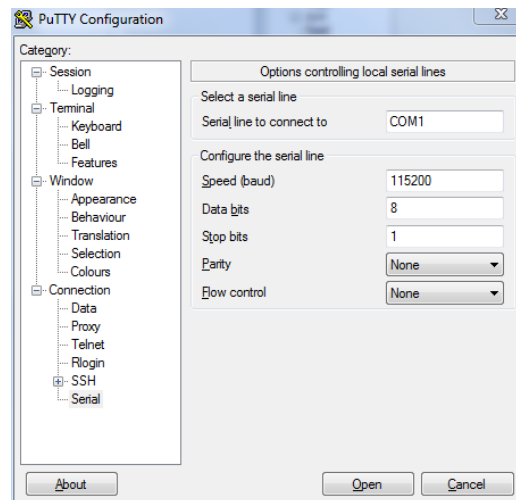 PuTTY Configuration
Category:
Session
Logging
Terminal
Keyboard
Bell
Features
Window
Appearance
Behaviour
Translation
Selection
Colours
Connection
Data
Proxy
Telnet
Rlogin
SSH
Serial
Options controlling local serial lines
Select a serial line
Serial line to connect to COM1
Configure the serial line
Speed (baud) 115200
Data bits 8
Stop bits 1
Parity None
Flow control None
About Open Cancel